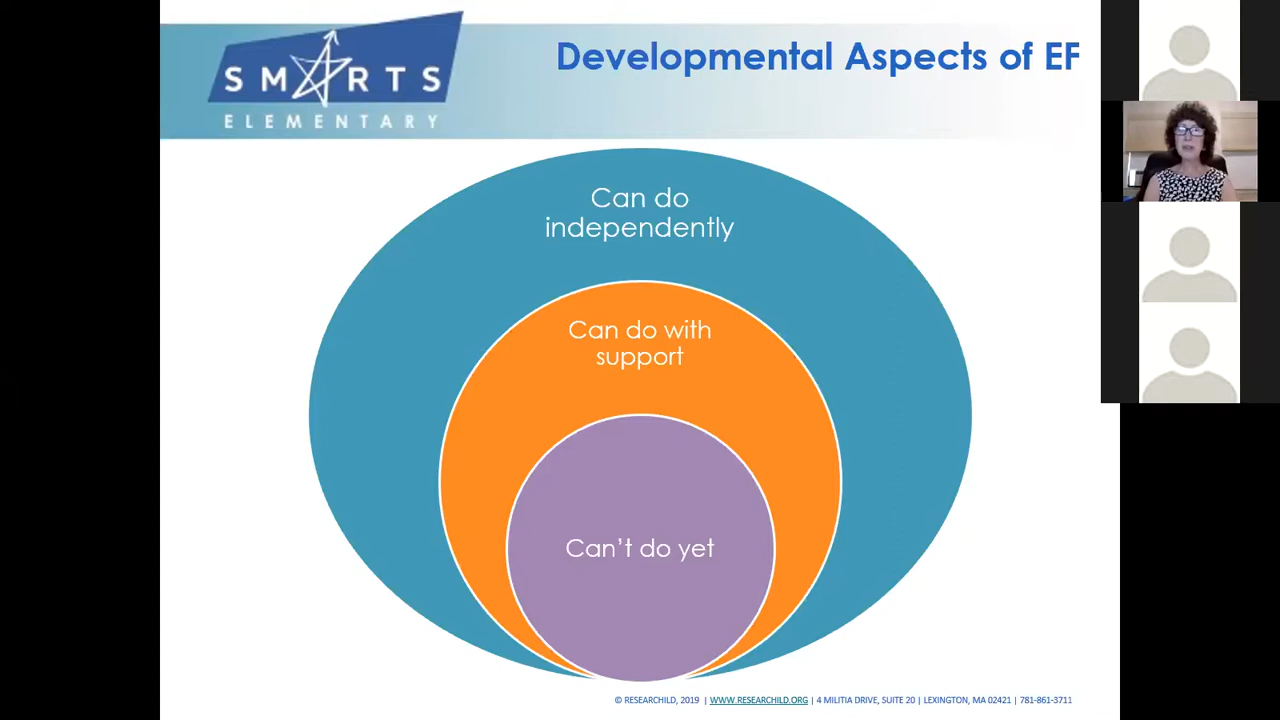 SMARTS
ELEMENTARY
Developmental Aspects of EF
Can do
independently
Can do with
support
Can't do yet
© RESEARCHILD, 2019 | WWW.RESEARCHILD.ORG | 4 MILITIA DRIVE, SUITE 20 | LEXINGTON, MA 02421 | 781-861-3711